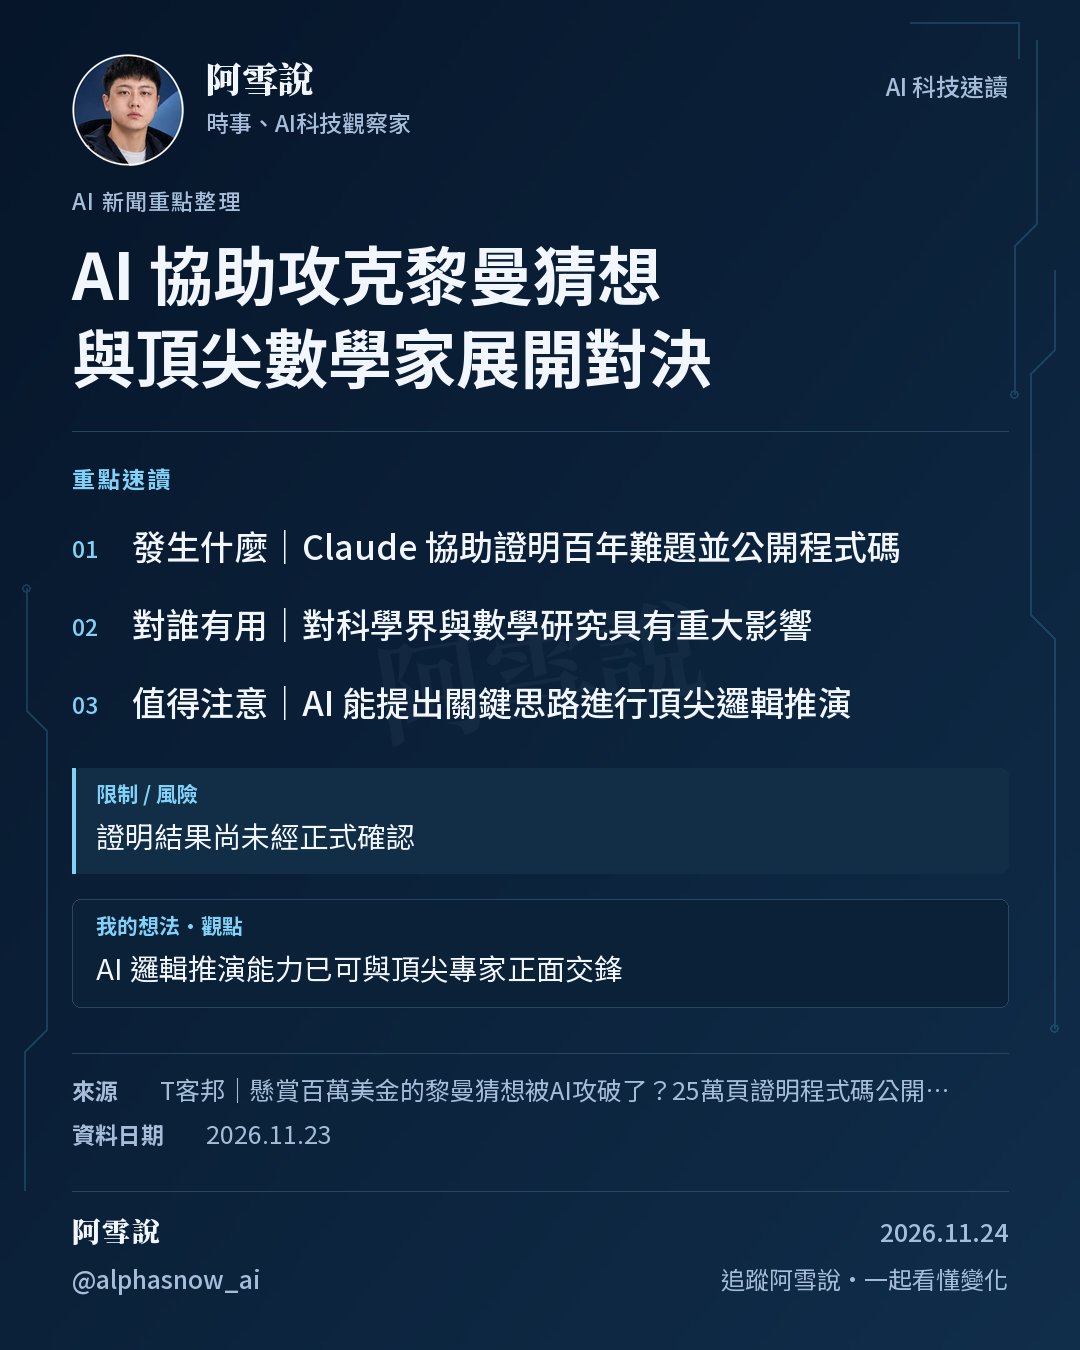 阿雪說
時事、AI科技觀察家
AI 科技速讀
AI 新聞重點整理
AI 協助攻克黎曼猜想
與頂尖數學家展開對決
重點速讀
01 發生什麼｜Claude 協助證明百年難題並公開程式碼
02 對誰有用｜對科學界與數學研究具有重大影響
03 值得注意｜AI 能提出關鍵思路進行頂尖邏輯推演
阿雪說
限制 / 風險
證明結果尚未經正式確認
我的想法・觀點
AI 邏輯推演能力已可與頂尖專家正面交鋒
來源 T客邦｜懸賞百萬美金的黎曼猜想被AI攻破了？25萬頁證明程式碼公開…
資料日期 2026.11.23
阿雪說
2026.11.24
@alphasnow_ai
追蹤阿雪說・一起看懂變化